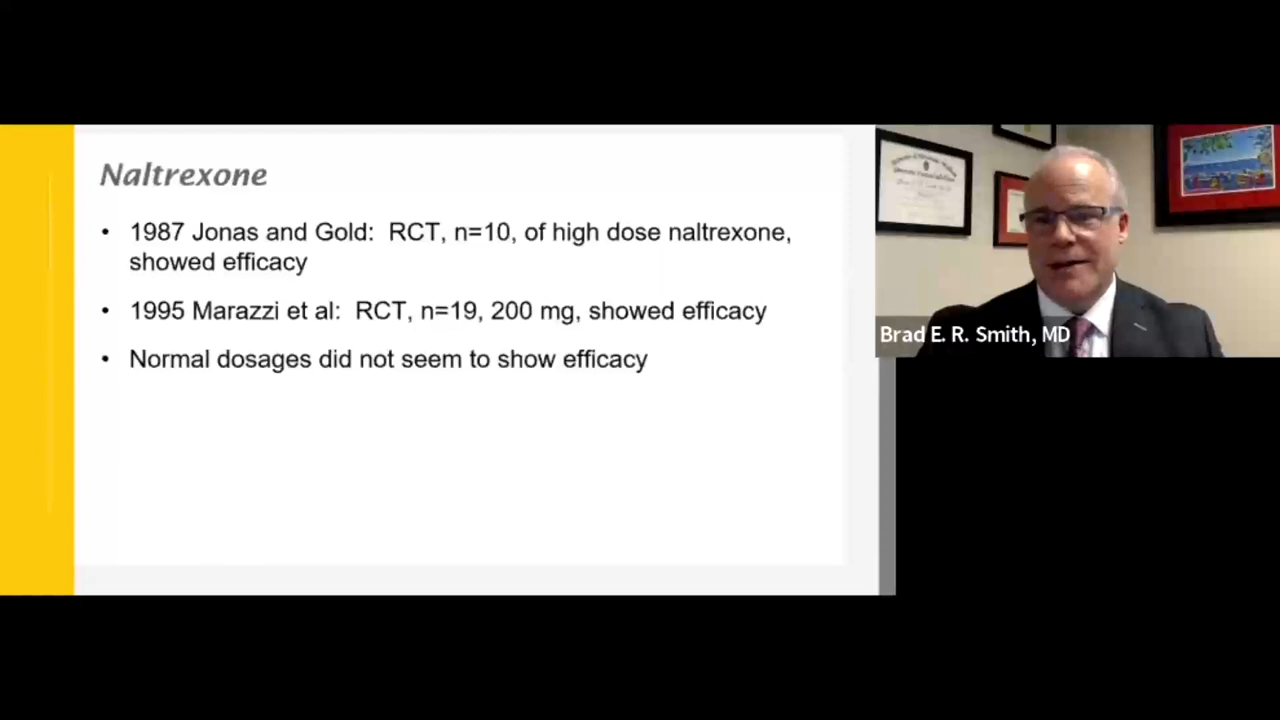 Naltrexone
• 1987 Jonas and Gold: RCT, n=10, of high dose naltrexone,
showed efficacy
• 1995 Marazzi et al: RCT, n=19, 200 mg, showed efficacy
• Normal dosages did not seem to show efficacy
Brad E. R. Smith, MD